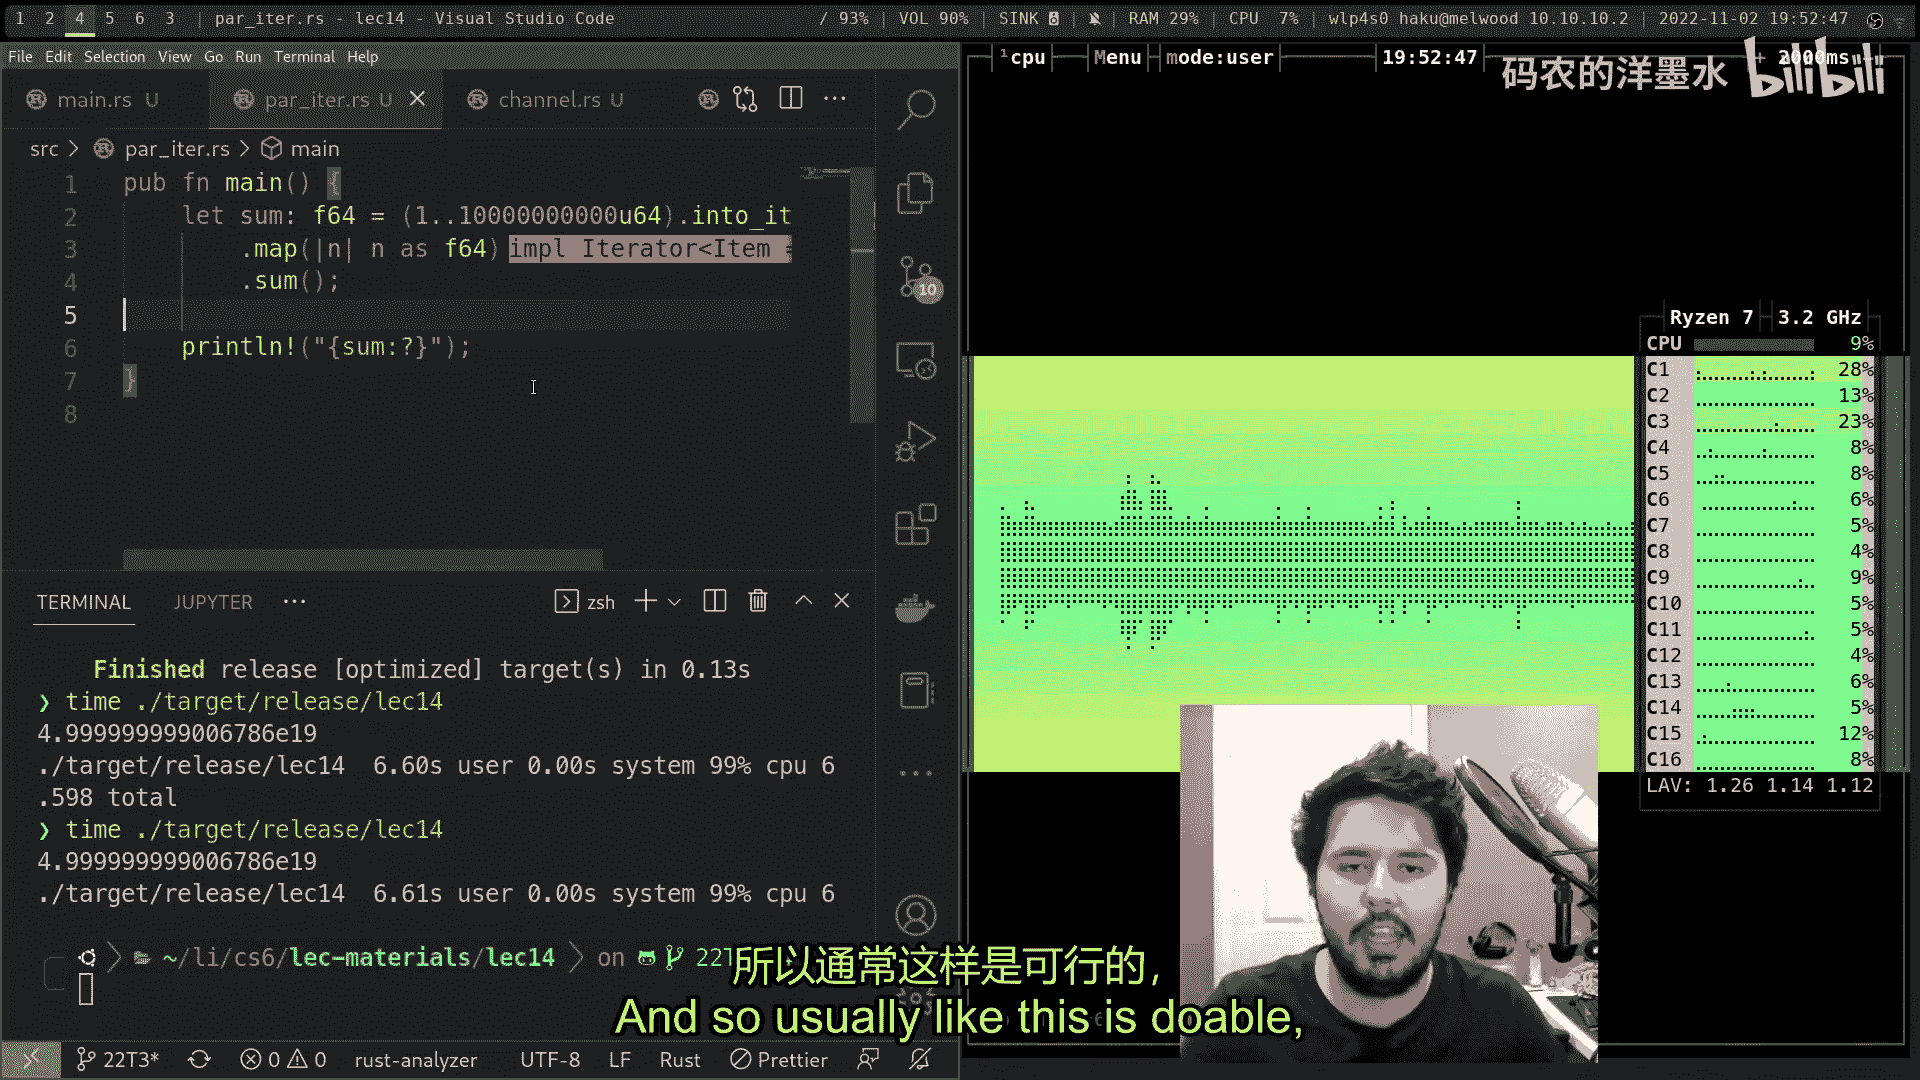 1 2 4 5 6 3 | par_iter.rs - lec14 - Visual Studio Code
/ 93% | VOL 90% | SINK | RAM 29% | CPU 7% | wlp4s0 haku@melwood 10.10.10.2 | 2022-11-02 19:52:47
File Edit Selection View Go Run Terminal Help
main.rs U par_iter.rs U channel.rs U
src > par_iter.rs > main
1 pub fn main() {
2 let sum: f64 = (1..10000000000u64).into_it
3 .map(|n| n as f64) impl Iterator<Item =
4 .sum();
5
6 println!("{sum:?}");
7 }
8
10
TERMINAL JUPYTER ··· zsh
Finished release [optimized] target(s) in 0.13s
❯ time ./target/release/lec14
4.999999999006786e19
./target/release/lec14 6.60s user 0.00s system 99% cpu 6
.598 total
❯ time ./target/release/lec14
4.999999999006786e19
./target/release/lec14 6.61s user 0.00s system 99% cpu 6
~/li/cs6/lec-materials/lec14 on 22T
22T3* 0 0 rust-analyzer UTF-8 LF Rust Prettier
¹cpu Menu mode:user 19:52:47 + 2000ms
码农的洋墨水 bilibili
Ryzen 7 3.2 GHz
CPU 9%
C1 28%
C2 13%
C3 23%
C4 8%
C5 8%
C6 6%
C7 5%
C8 4%
C9 9%
C10 5%
C11 5%
C12 4%
C13 6%
C14 5%
C15 12%
C16 8%
LAV: 1.26 1.14 1.12
所以通常这样是可行的，
And so usually like this is doable,